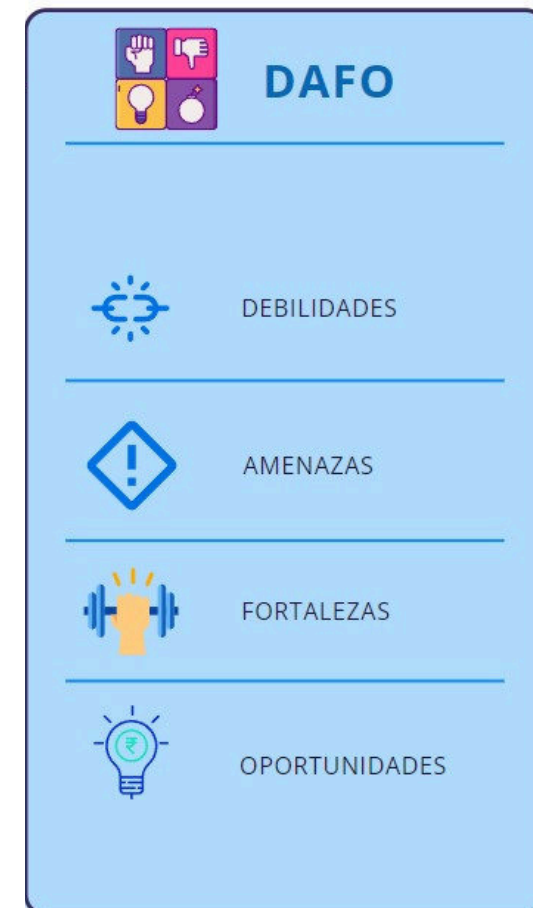 DAFO
DEBILIDADES
AMENAZAS
FORTALEZAS
₹
OPORTUNIDADES